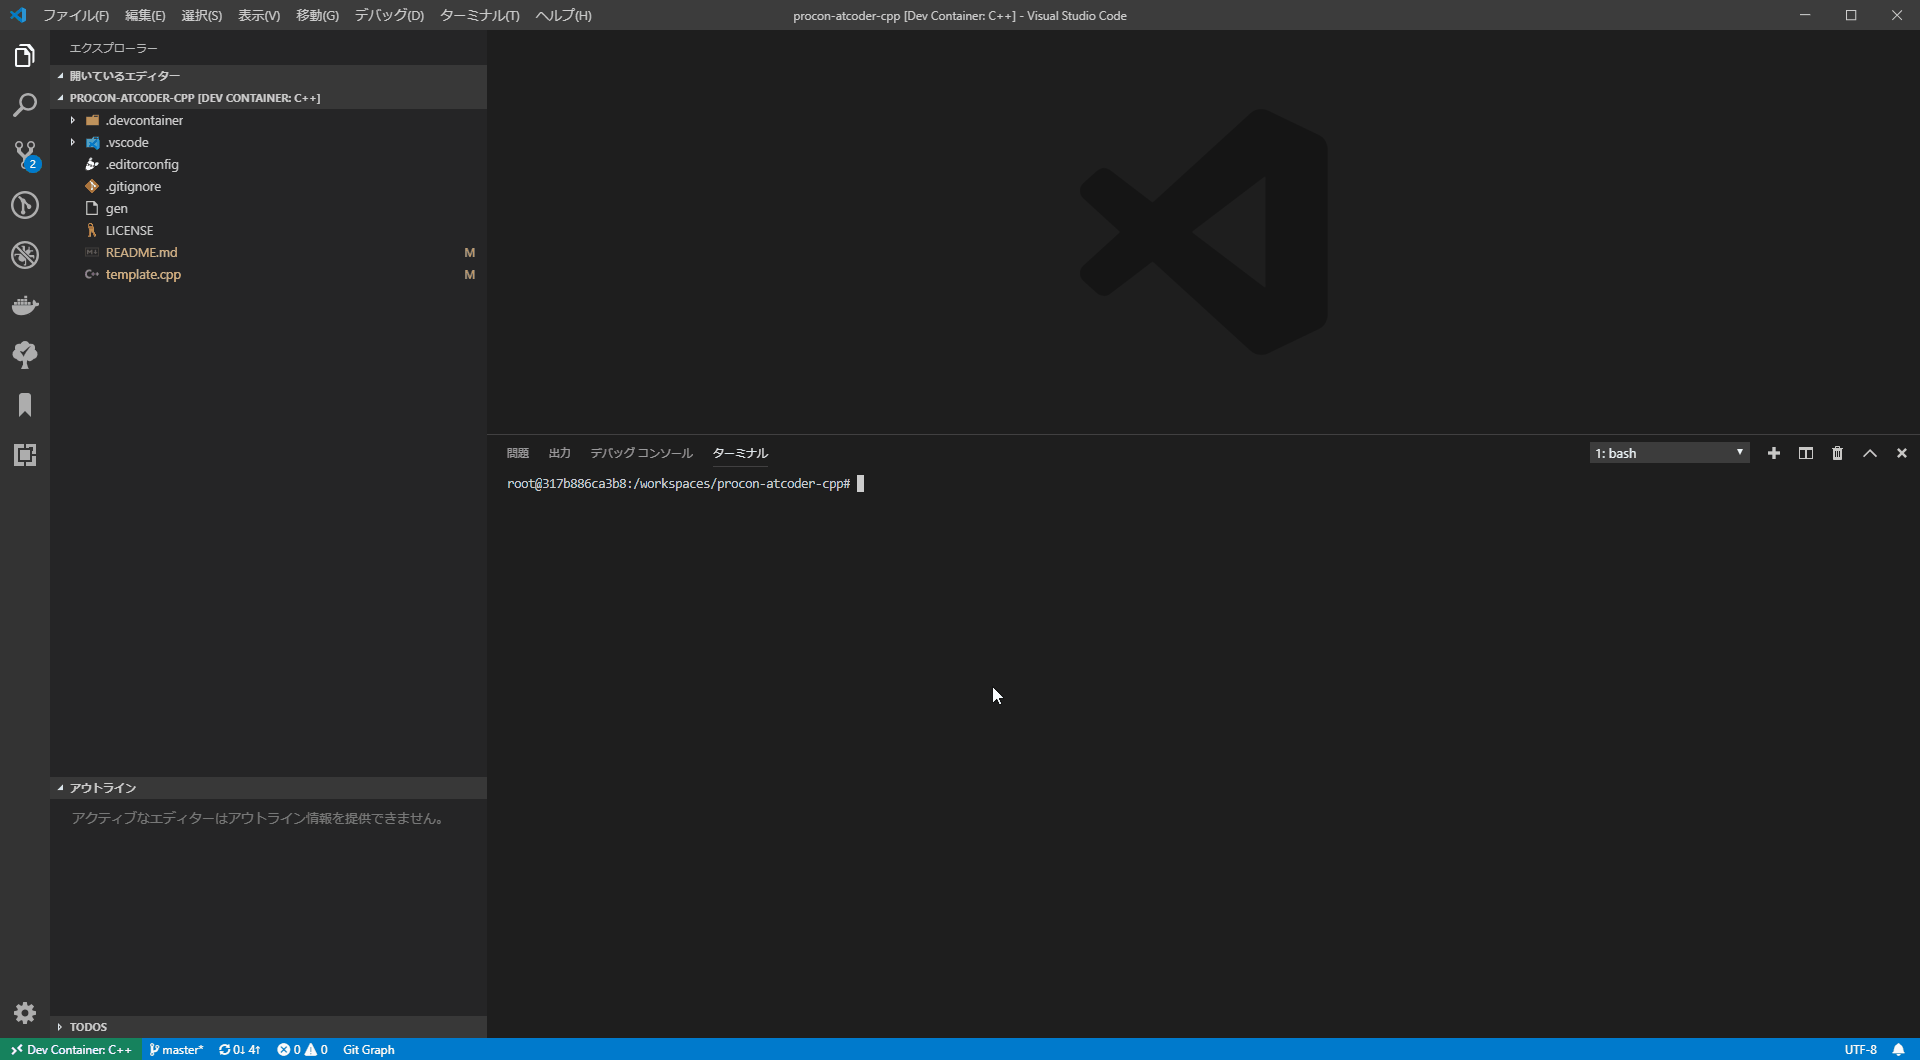 ファイル(F) 編集(E) 選択(S) 表示(V) 移動(G) デバッグ(D) ターミナル(T) ヘルプ(H) procon-atcoder-cpp [Dev Container: C++] - Visual Studio Code
エクスプローラー
開いているエディター
PROCON-ATCODER-CPP [DEV CONTAINER: C++]
.devcontainer
.vscode
.editorconfig
.gitignore
gen
LICENSE
README.md M
C++ template.cpp M
2
問題 出力 デバッグ コンソール ターミナル 1: bash
root@317b886ca3b8:/workspaces/procon-atcoder-cpp#
アウトライン
アクティブなエディターはアウトライン情報を提供できません。
TODOS
Dev Container: C++ master* 0↓ 4↑ 0 0 Git Graph UTF-8